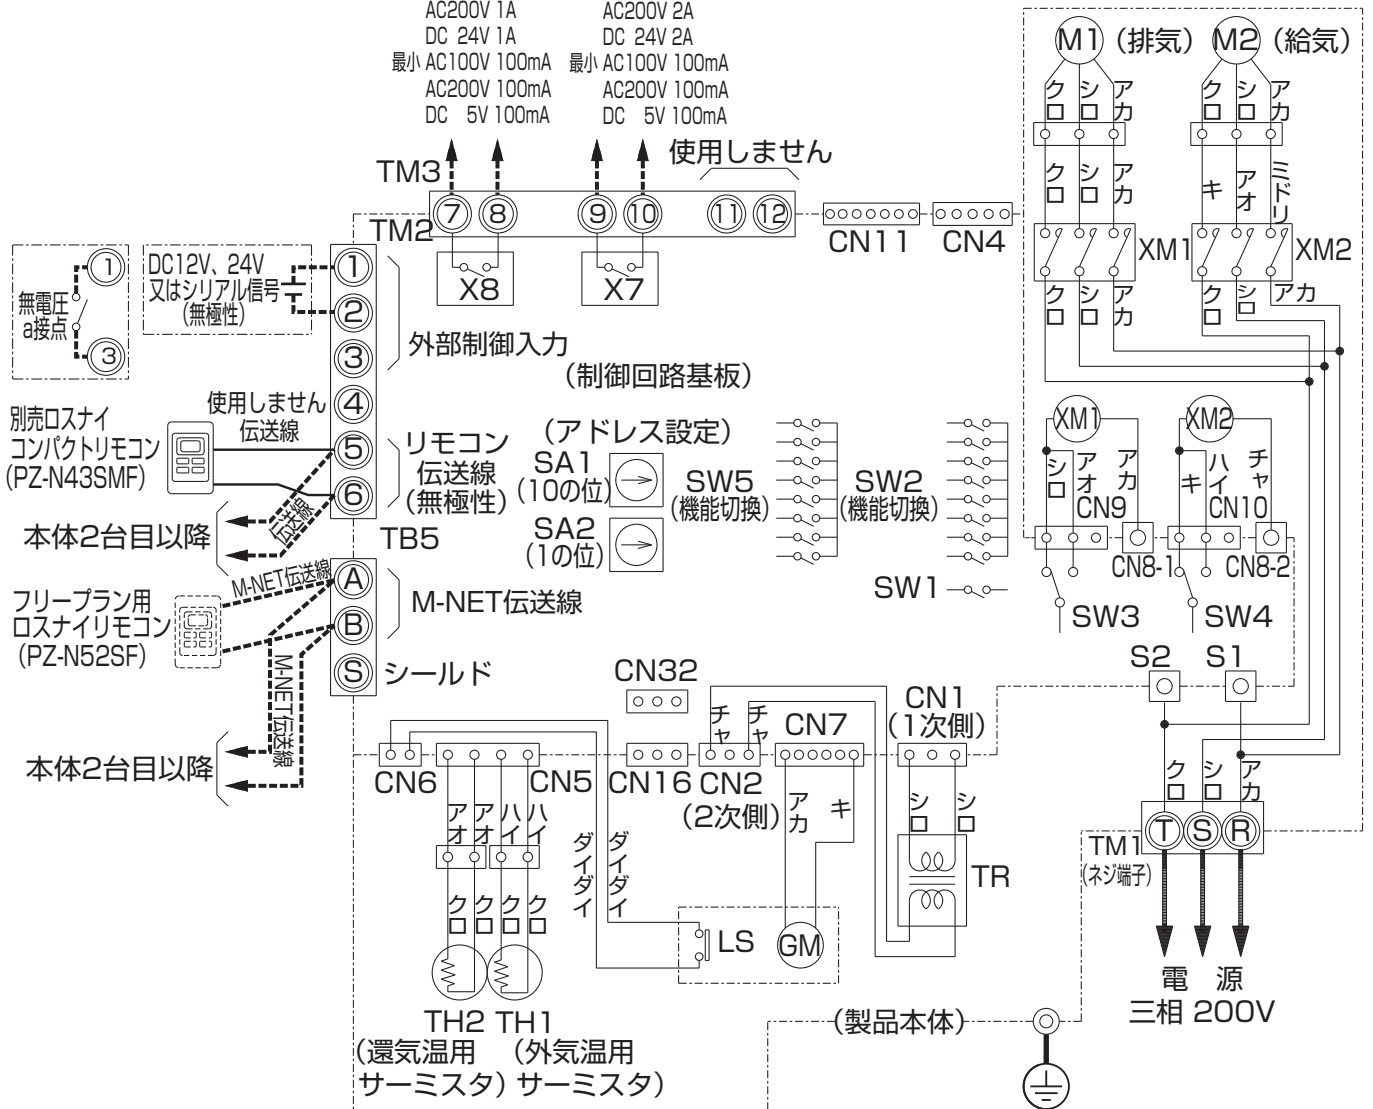 AC200V 1A
DC 24V 1A
最小 AC100V 100mA
AC200V 100mA
DC 5V 100mA
AC200V 2A
DC 24V 2A
最小 AC100V 100mA
AC200V 100mA
DC 5V 100mA
使用しません
TM3
⑦ ⑧ ⑨ ⑩ ⑪ ⑫
X8
X7
CN11
CN4
M1 (排気)
M2 (給気)
クロ シロ アカ
クロ シロ アカ
クロ シロ アカ
キ アオ ミドリ
XM1
XM2
クロ シロ アカ
クロ シロ アカ
TM2
①
②
③
④
⑤
⑥
①
無電圧
a接点
③
DC12V、24V
又はシリアル信号
(無極性)
外部制御入力
(制御回路基板)
使用しません
伝送線
別売ロスナイ
コンパクトリモコン
(PZ-N43SMF)
リモコン
伝送線
(無極性)
伝送線
本体2台目以降
TB5
(アドレス設定)
SA1
(10の位)
SA2
(1の位)
SW5
(機能切換)
SW2
(機能切換)
SW1
XM1
XM2
シロ アオ アカ
キ ハイ チャ
CN9
CN10
CN8-1
CN8-2
SW3
SW4
M-NET伝送線
フリープラン用
ロスナイリモコン
(PZ-N52SF)
A
B
S
M-NET伝送線
シールド
M-NET伝送線
本体2台目以降
S2
S1
CN32
CN1
(1次側)
チャ チャ
CN7
CN6
CN5
CN16
CN2
(2次側)
アオ アオ ハイ ハイ
ダイダイ ダイダイ
アカ キ
シロ シロ
クロ シロ アカ
TR
TM1
(ネジ端子)
T S R
クロ クロ クロ クロ
LS
GM
電 源
三相 200V
TH2 TH1
(還気温用
サーミスタ)
(外気温用
サーミスタ)
(製品本体)